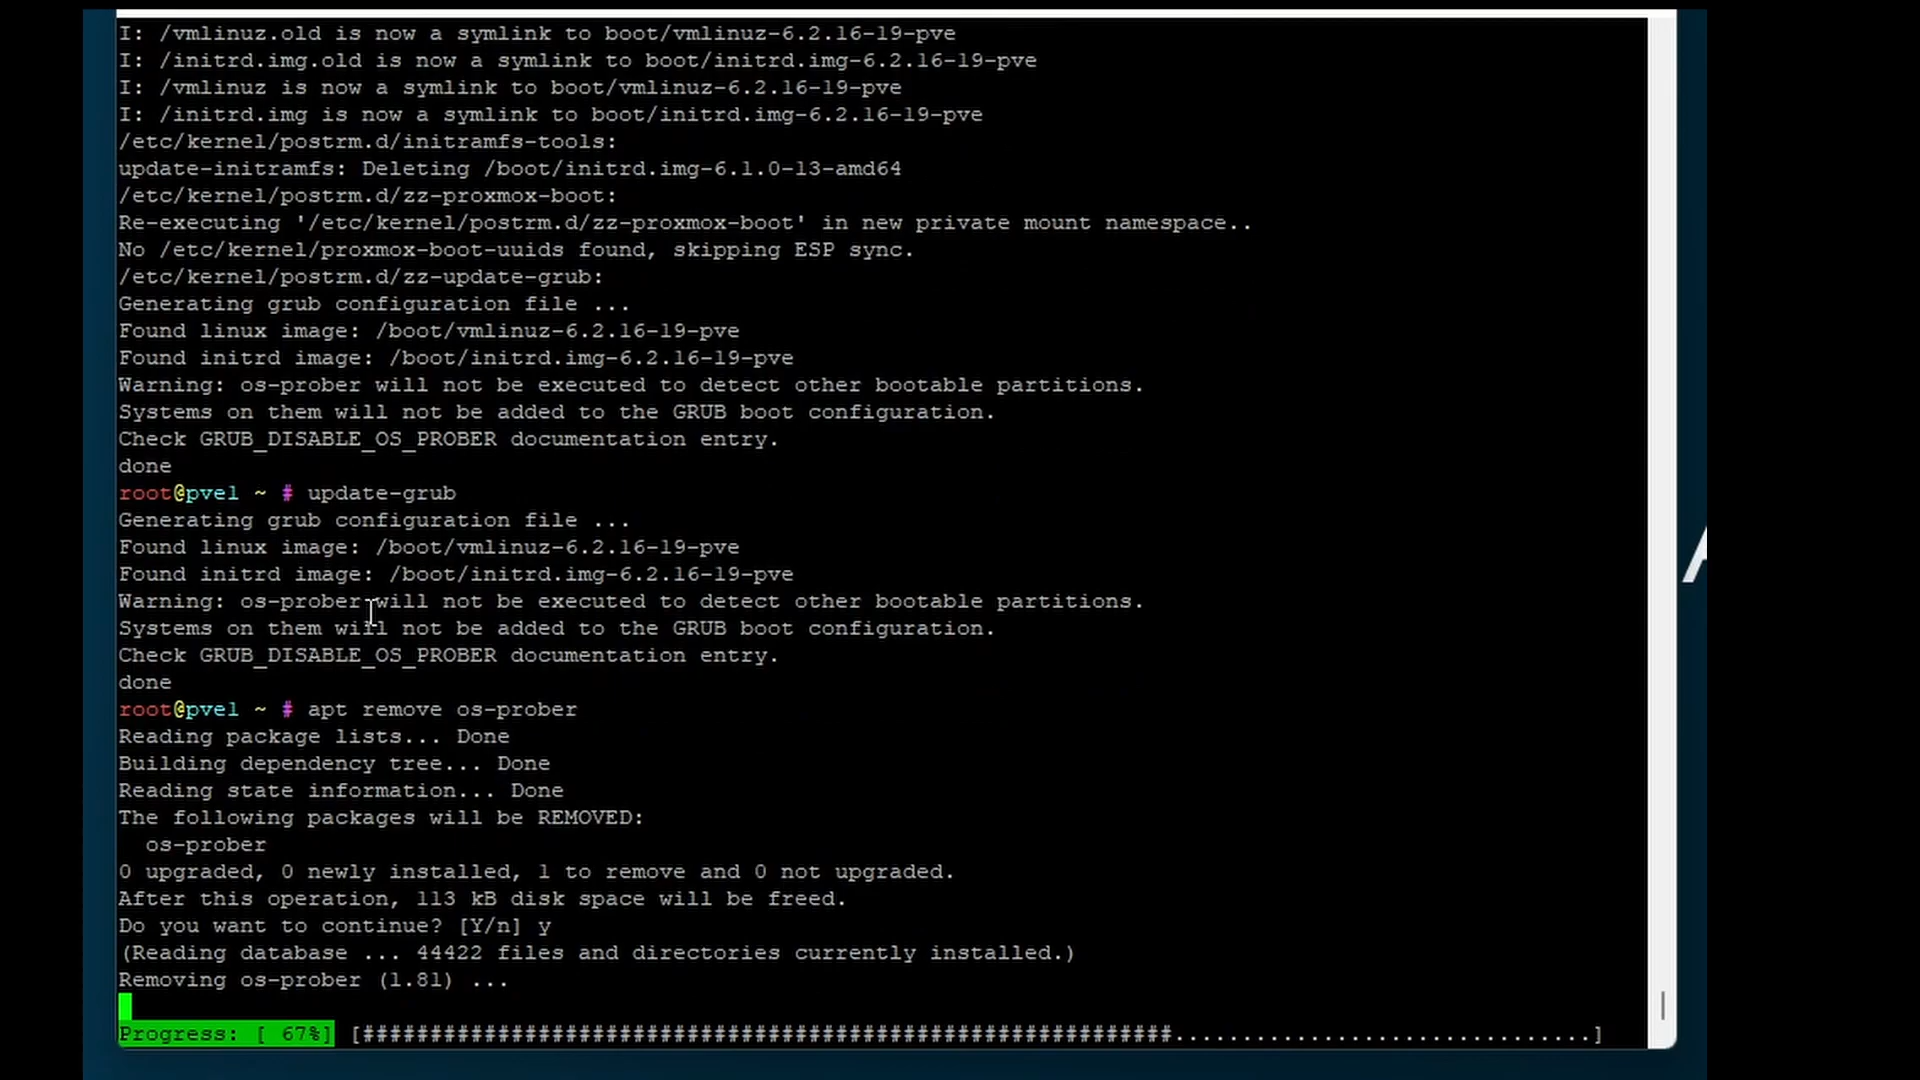 I: /vmlinuz.old is now a symlink to boot/vmlinuz-6.2.16-19-pve
I: /initrd.img.old is now a symlink to boot/initrd.img-6.2.16-19-pve
I: /vmlinuz is now a symlink to boot/vmlinuz-6.2.16-19-pve
I: /initrd.img is now a symlink to boot/initrd.img-6.2.16-19-pve
/etc/kernel/postrm.d/initramfs-tools:
update-initramfs: Deleting /boot/initrd.img-6.1.0-13-amd64
/etc/kernel/postrm.d/zz-proxmox-boot:
Re-executing '/etc/kernel/postrm.d/zz-proxmox-boot' in new private mount namespace..
No /etc/kernel/proxmox-boot-uuids found, skipping ESP sync.
/etc/kernel/postrm.d/zz-update-grub:
Generating grub configuration file ...
Found linux image: /boot/vmlinuz-6.2.16-19-pve
Found initrd image: /boot/initrd.img-6.2.16-19-pve
Warning: os-prober will not be executed to detect other bootable partitions.
Systems on them will not be added to the GRUB boot configuration.
Check GRUB_DISABLE_OS_PROBER documentation entry.
done
root@pve1 ~ # update-grub
Generating grub configuration file ...
Found linux image: /boot/vmlinuz-6.2.16-19-pve
Found initrd image: /boot/initrd.img-6.2.16-19-pve
Warning: os-prober will not be executed to detect other bootable partitions.
Systems on them will not be added to the GRUB boot configuration.
Check GRUB_DISABLE_OS_PROBER documentation entry.
done
root@pve1 ~ # apt remove os-prober
Reading package lists... Done
Building dependency tree... Done
Reading state information... Done
The following packages will be REMOVED:
  os-prober
0 upgraded, 0 newly installed, 1 to remove and 0 not upgraded.
After this operation, 113 kB disk space will be freed.
Do you want to continue? [Y/n] y
(Reading database ... 44422 files and directories currently installed.)
Removing os-prober (1.81) ...
Progress: [ 67%] [############################################################...............................]